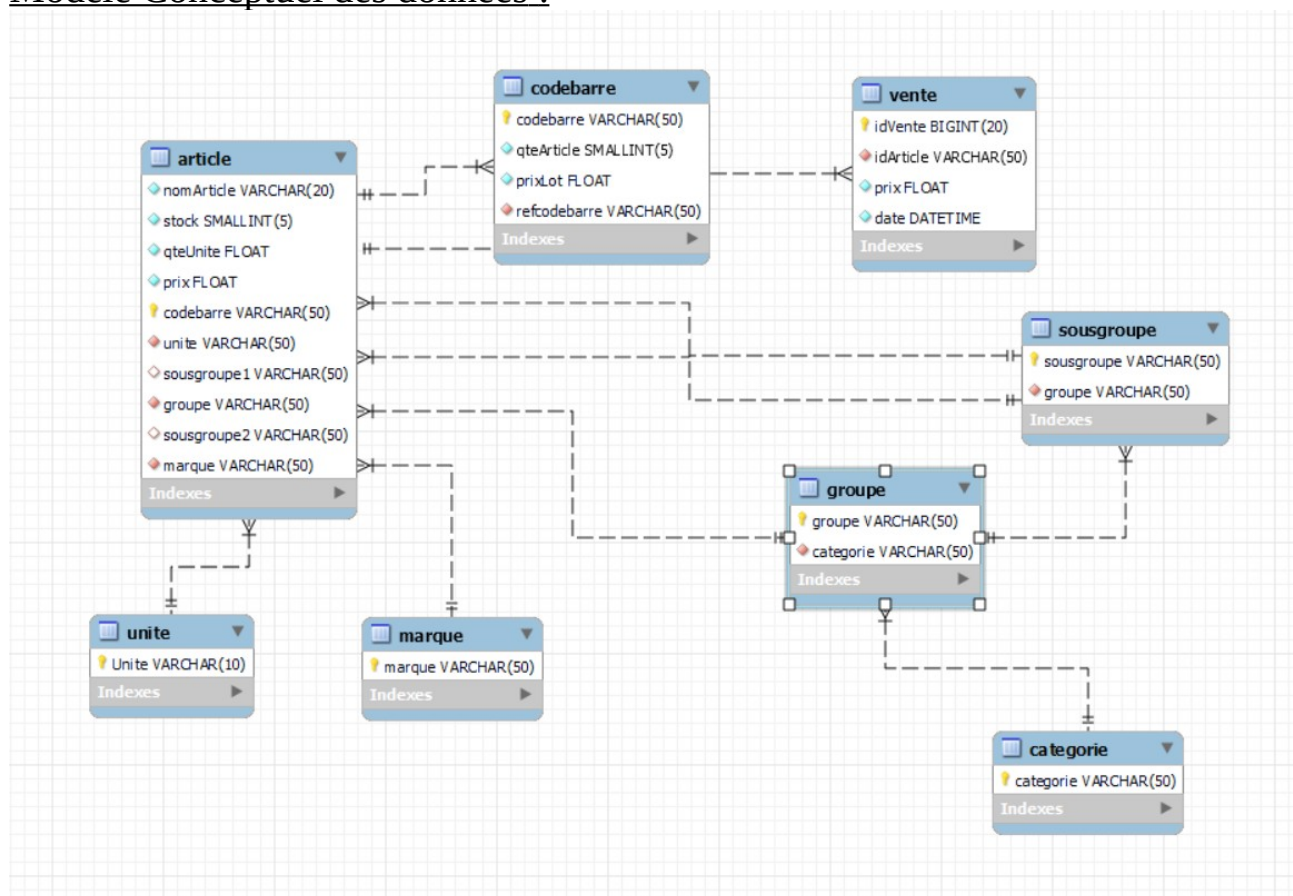 Modèle Conceptuel des données :
codebarre
codebarre VARCHAR(50)
qteArticle SMALLINT(5)
prixLot FLOAT
refcodebarre VARCHAR(50)
Indexes
vente
idVente BIGINT(20)
idArticle VARCHAR(50)
prix FLOAT
date DATETIME
Indexes
article
nomArticle VARCHAR(20)
stock SMALLINT(5)
qteUnite FLOAT
prix FLOAT
codebarre VARCHAR(50)
unite VARCHAR(50)
sousgroupe1 VARCHAR(50)
groupe VARCHAR(50)
sousgroupe2 VARCHAR(50)
marque VARCHAR(50)
Indexes
sousgroupe
sousgroupe VARCHAR(50)
groupe VARCHAR(50)
Indexes
groupe
groupe VARCHAR(50)
categorie VARCHAR(50)
Indexes
unite
Unite VARCHAR(10)
Indexes
marque
marque VARCHAR(50)
Indexes
categorie
categorie VARCHAR(50)
Indexes